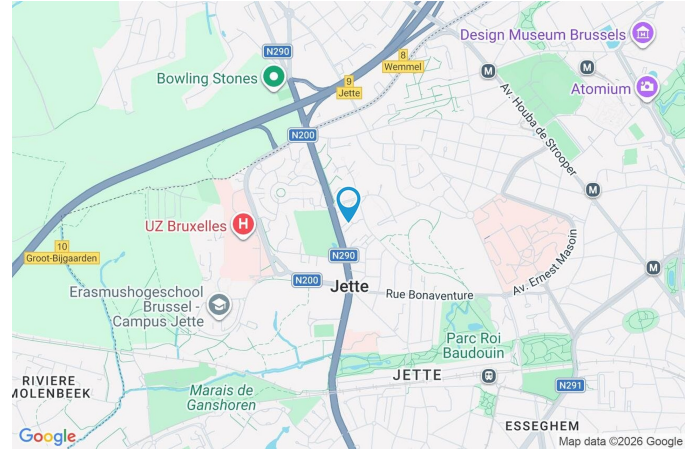 N290
Bowling Stones
8
Wemmel
9
Jette
Design Museum Brussels
M
Atomium
Av. Houba de Strooper
N200
M
UZ Bruxelles
H
10
Groot-Bijgaarden
N290
N200
Jette
Rue Bonaventure
Av. Ernest Masoin
M
Erasmushogeschool
Brussel -
Campus Jette
Parc Roi
Baudouin
JETTE
N291
RIVIERE
MOLENBEEK
Marais de
Ganshoren
M
ESSEGHEM
Google
Map data ©2026 Google